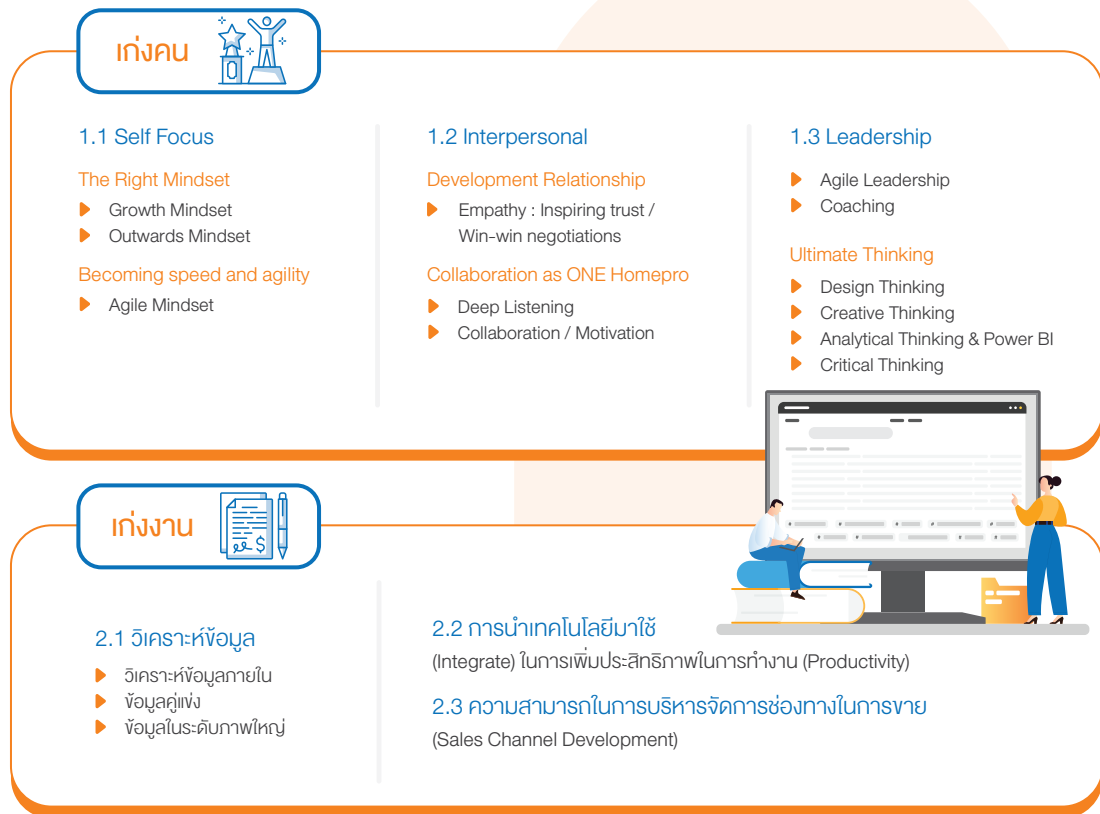 เก่งคน
1.1 Self Focus
The Right Mindset
Growth Mindset
Outwards Mindset
Becoming speed and agility
Agile Mindset
1.2 Interpersonal
Development Relationship
Empathy : Inspiring trust /
Win-win negotiations
Collaboration as ONE Homepro
Deep Listening
Collaboration / Motivation
1.3 Leadership
Agile Leadership
Coaching
Ultimate Thinking
Design Thinking
Creative Thinking
Analytical Thinking & Power BI
Critical Thinking
เก่งงาน
2.1 วิเคราะห์ข้อมูล
วิเคราะห์ข้อมูลภายใน
ข้อมูลคู่แข่ง
ข้อมูลในระดับภาพใหญ่
2.2 การนำเทคโนโลยีมาใช้
(Integrate) ในการเพิ่มประสิทธิภาพในการทำงาน (Productivity)
2.3 ความสามารถในการบริหารจัดการช่องทางในการขาย
(Sales Channel Development)